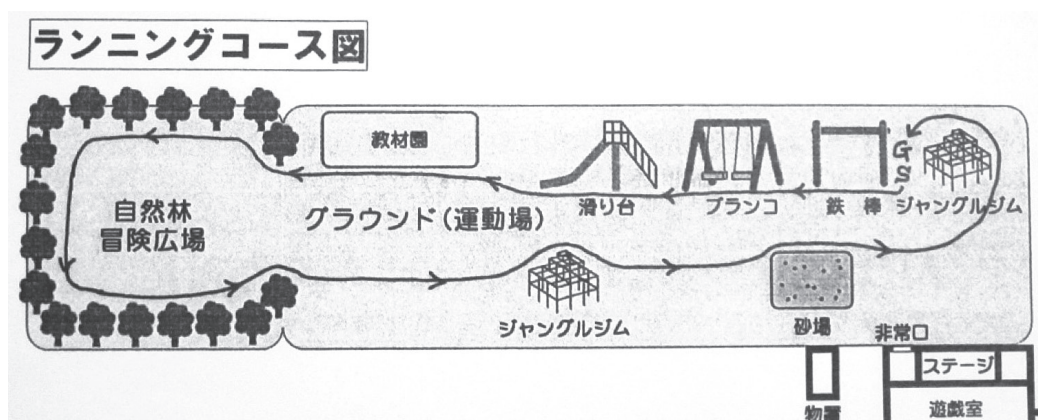 ランニングコース図
教材園
自然林
冒険広場
グラウンド(運動場)
滑り台
ブランコ
鉄 棒
G
S
ジャングルジム
ジャングルジム
砂場
非常口
ステージ
物置
遊戯室